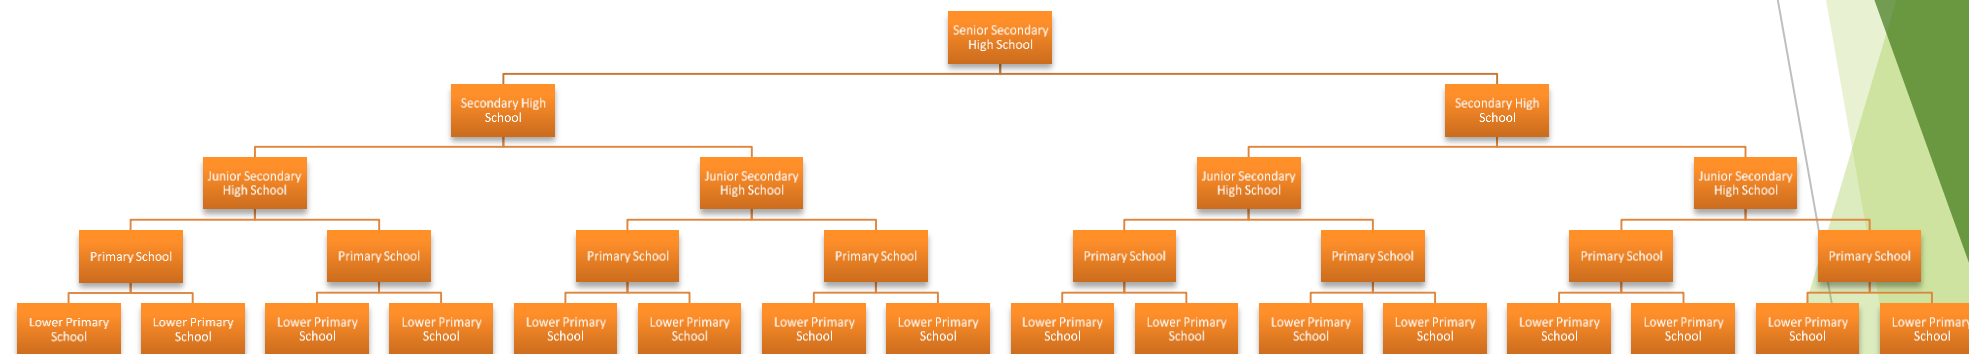 Senior Secondary
High School
Secondary High
School
Secondary High
School
Junior Secondary
High School
Junior Secondary
High School
Junior Secondary
High School
Junior Secondary
High School
Primary School
Primary School
Primary School
Primary School
Primary School
Primary School
Primary School
Primary School
Lower Primary
School
Lower Primary
School
Lower Primary
School
Lower Primary
School
Lower Primary
School
Lower Primary
School
Lower Primary
School
Lower Primary
School
Lower Primary
School
Lower Primary
School
Lower Primary
School
Lower Primary
School
Lower Primary
School
Lower Primary
School
Lower Primary
School
Lower Primary
School